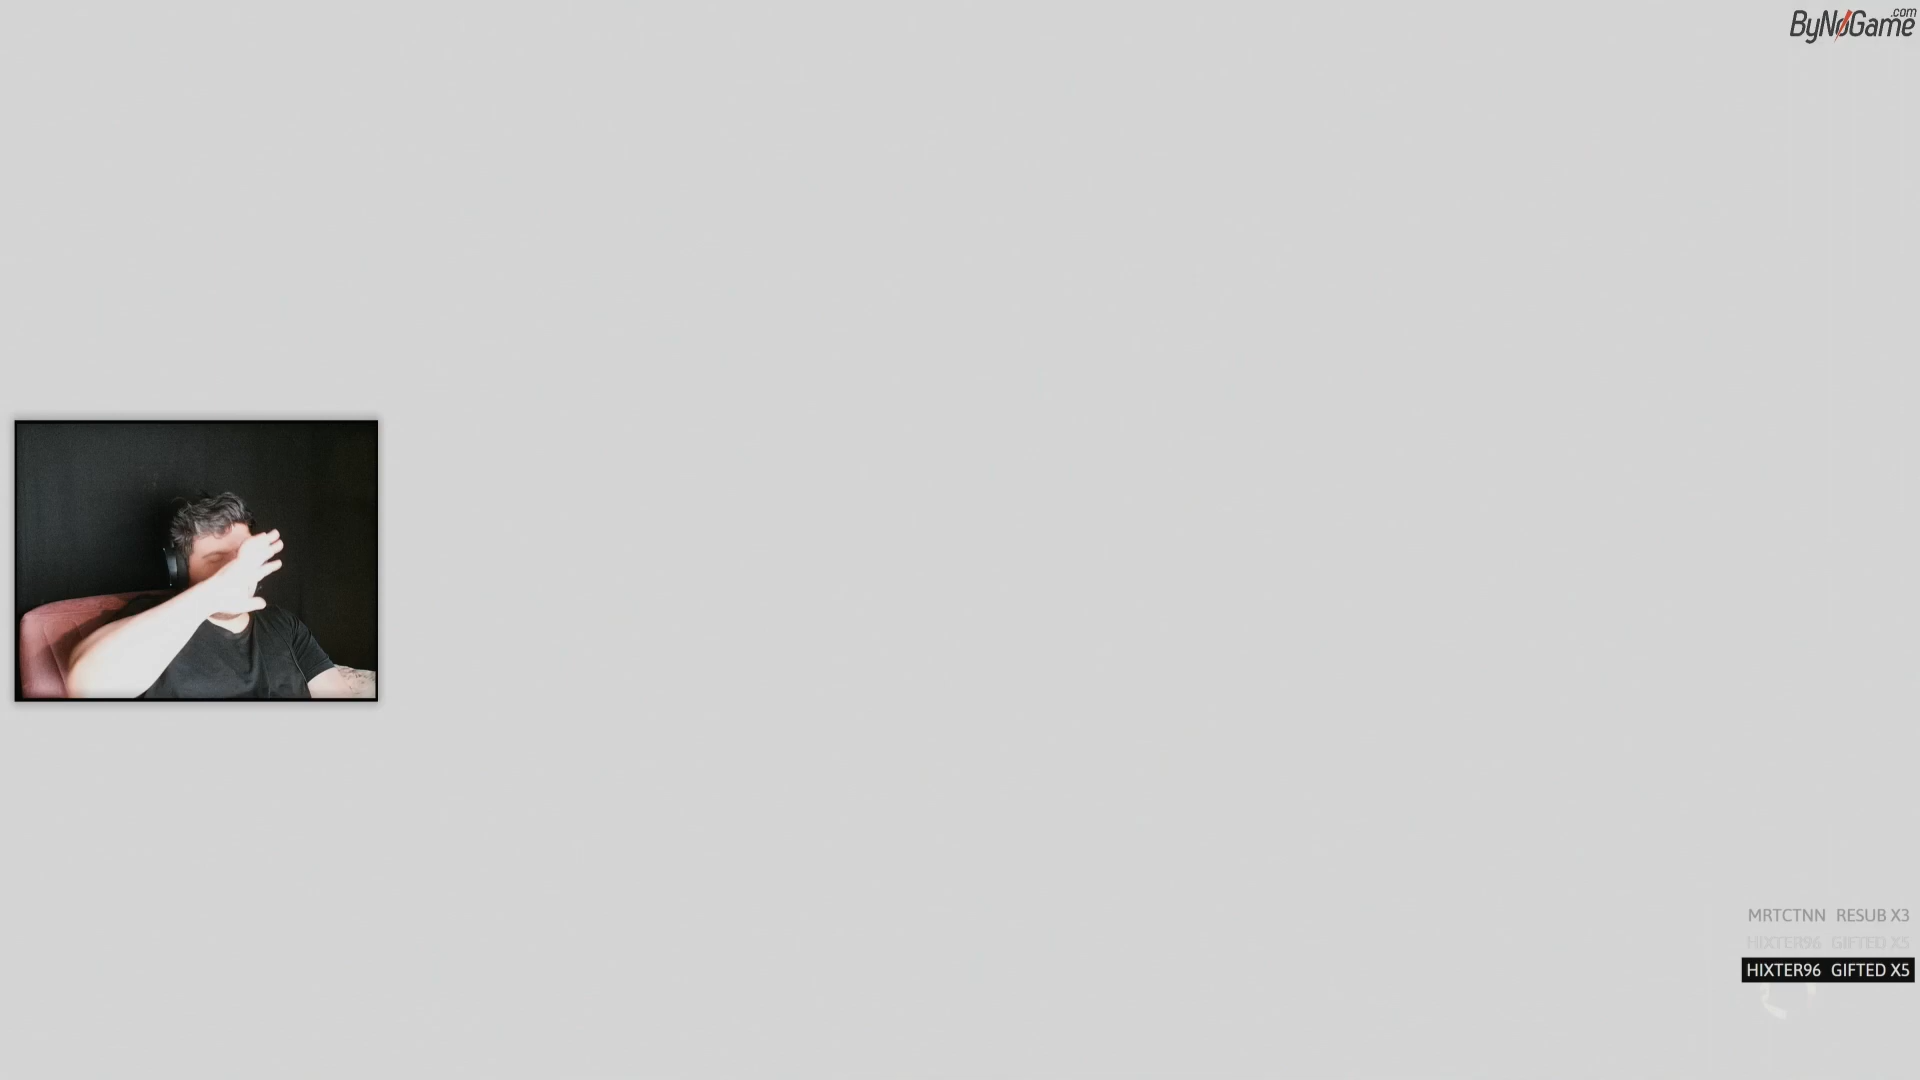 ByNoGame.com
MRTCTNN RESUB X3
HIXTER96 GIFTED X5
HIXTER96 GIFTED X5